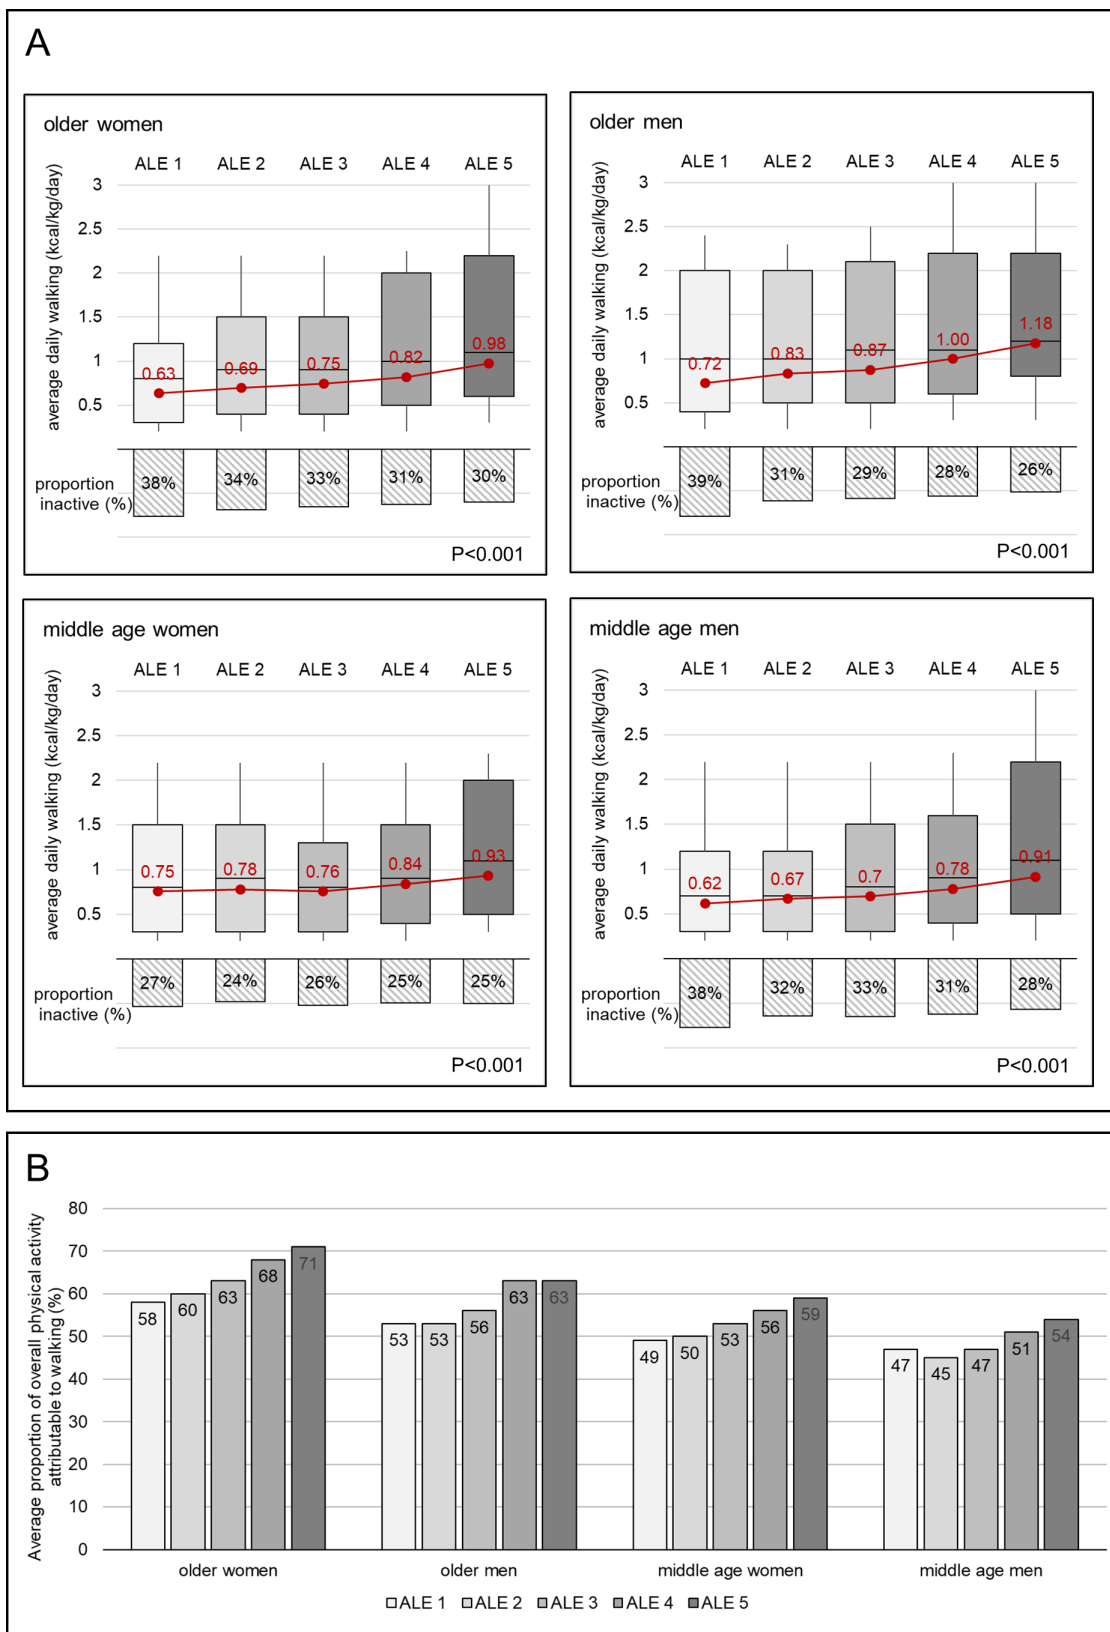 A
older women
ALE 1 ALE 2 ALE 3 ALE 4 ALE 5
average daily walking (kcal/kg/day)
3
2.5
2
1.5
1
0.5
0.63 0.69 0.75 0.82 0.98
proportion
inactive (%)
38% 34% 33% 31% 30%
P<0.001
older men
ALE 1 ALE 2 ALE 3 ALE 4 ALE 5
average daily walking (kcal/kg/day)
3
2.5
2
1.5
1
0.5
0.72 0.83 0.87 1.00 1.18
proportion
inactive (%)
39% 31% 29% 28% 26%
P<0.001
middle age women
ALE 1 ALE 2 ALE 3 ALE 4 ALE 5
average daily walking (kcal/kg/day)
3
2.5
2
1.5
1
0.5
0.75 0.78 0.76 0.84 0.93
proportion
inactive (%)
27% 24% 26% 25% 25%
P<0.001
middle age men
ALE 1 ALE 2 ALE 3 ALE 4 ALE 5
average daily walking (kcal/kg/day)
3
2.5
2
1.5
1
0.5
0.62 0.67 0.7 0.78 0.91
proportion
inactive (%)
38% 32% 33% 31% 28%
P<0.001
B
Average proportion of overall physical activity
attributable to walking (%)
80
70
60
50
40
30
20
10
0
58 60 63 68 71
53 53 56 63 63
49 50 53 56 59
47 45 47 51 54
older women older men middle age women middle age men
ALE 1 ALE 2 ALE 3 ALE 4 ALE 5